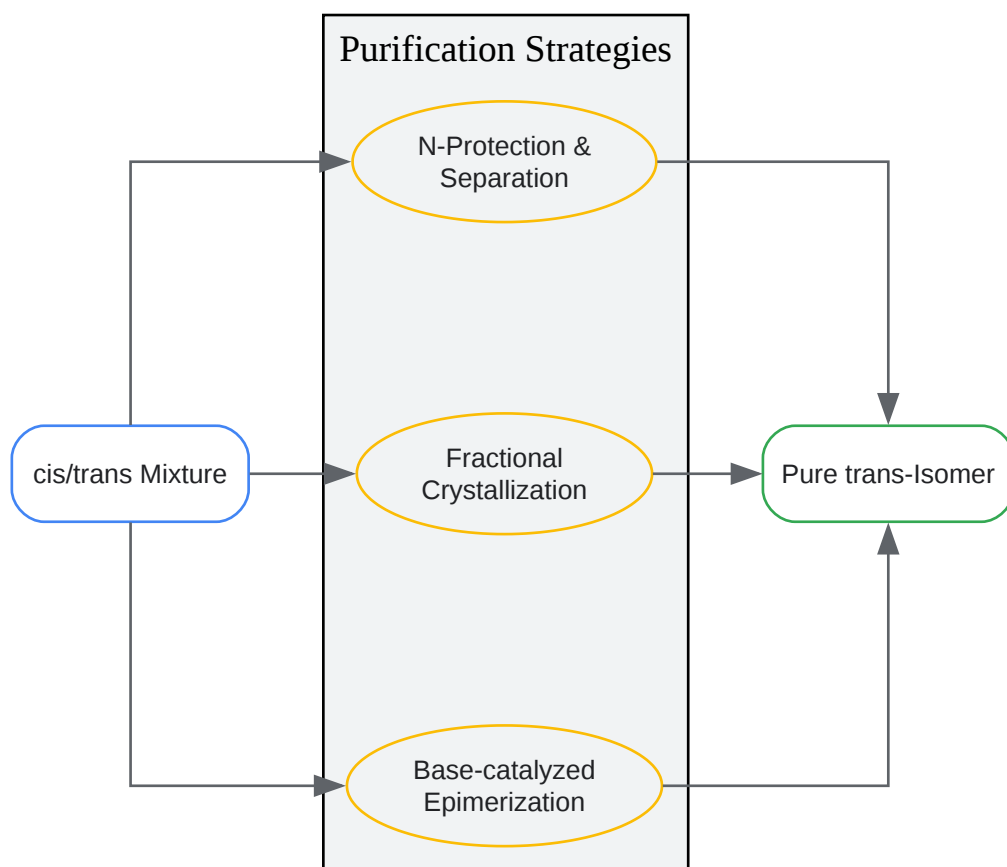 Purification Strategies
N-Protection &
Separation
cis/trans Mixture
Fractional
Crystallization
Pure trans-Isomer
Base-catalyzed
Epimerization